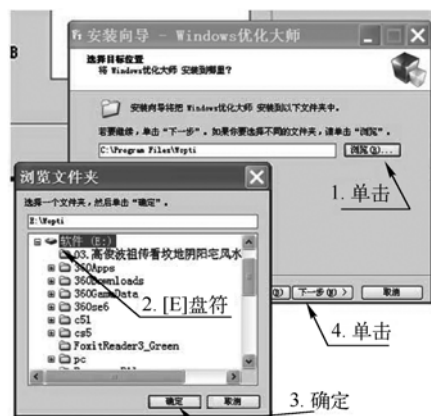 B
安装向导 - Windows优化大师
选择目标位置
将 Windows优化大师 安装到哪里?
安装向导将把 Windows优化大师 安装到以下文件夹中。
若要继续,单击“下一步”。如果你要选择不同的文件夹,请单击“浏览”。
C:\Program Files\Wopti
浏览(R)...
1. 单击
浏览文件夹
选择一个文件夹,然后单击“确定”。
E:\Wopti
软件 (E:)
03.高俊波祖传看坟地阴阳宅风水
360Apps
360Downloads
360GameData
360se6
2. [E]盘符
c51
cs5
FoxitReader3_Green
pc
下一步(N) >
取消
4. 单击
确定
取消
3. 确定